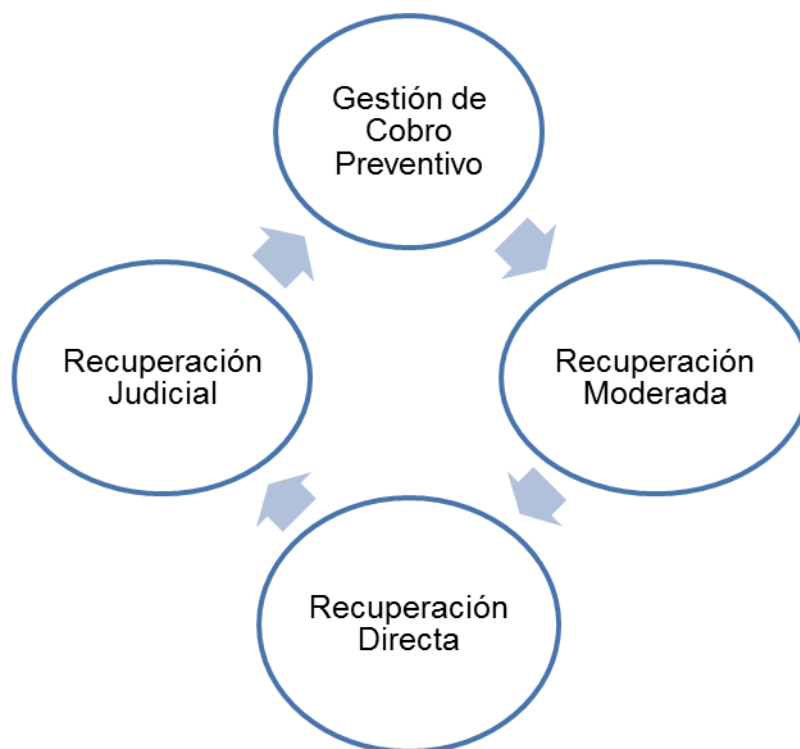 Gestión de
Cobro
Preventivo
Recuperación
Moderada
Recuperación
Directa
Recuperación
Judicial